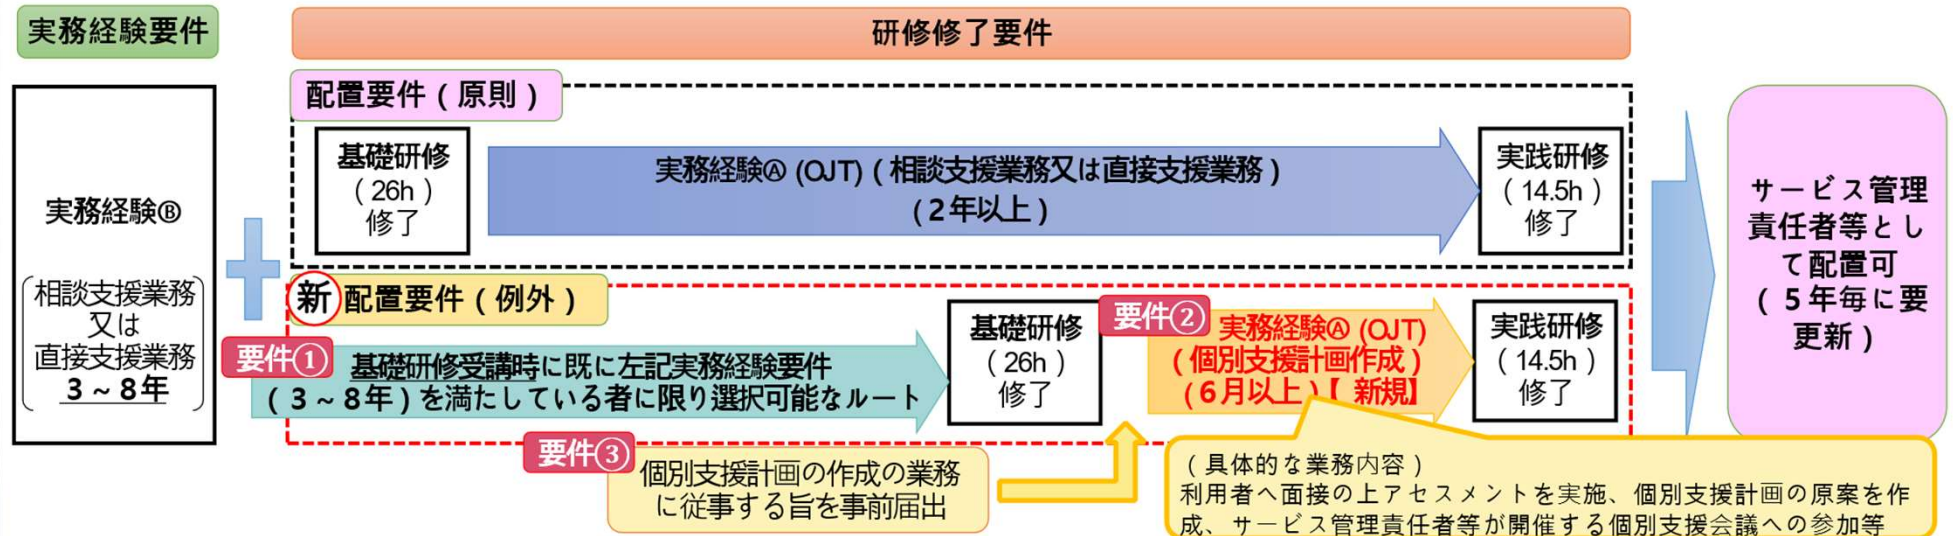 実務経験要件
研修修了要件
実務経験Ⓑ
相談支援業務
又は
直接支援業務
3～8年
配置要件(原則)
基礎研修
(26h)
修了
実務経験Ⓐ(OJT)(相談支援業務又は直接支援業務)
(2年以上)
実践研修
(14.5h)
修了
新 配置要件(例外)
要件①
基礎研修受講時に既に左記実務経験要件
(3～8年)を満たしている者に限り選択可能なルート
基礎研修
(26h)
修了
要件②
実務経験Ⓐ(OJT)
(個別支援計画作成)
(6月以上)【新規】
実践研修
(14.5h)
修了
要件③
個別支援計画の作成の業務
に従事する旨を事前届出
(具体的な業務内容)
利用者へ面接の上アセスメントを実施、個別支援計画の原案を作
成、サービス管理責任者等が開催する個別支援会議への参加等
サービス管理
責任者等とし
て配置可
(5年毎に要
更新)